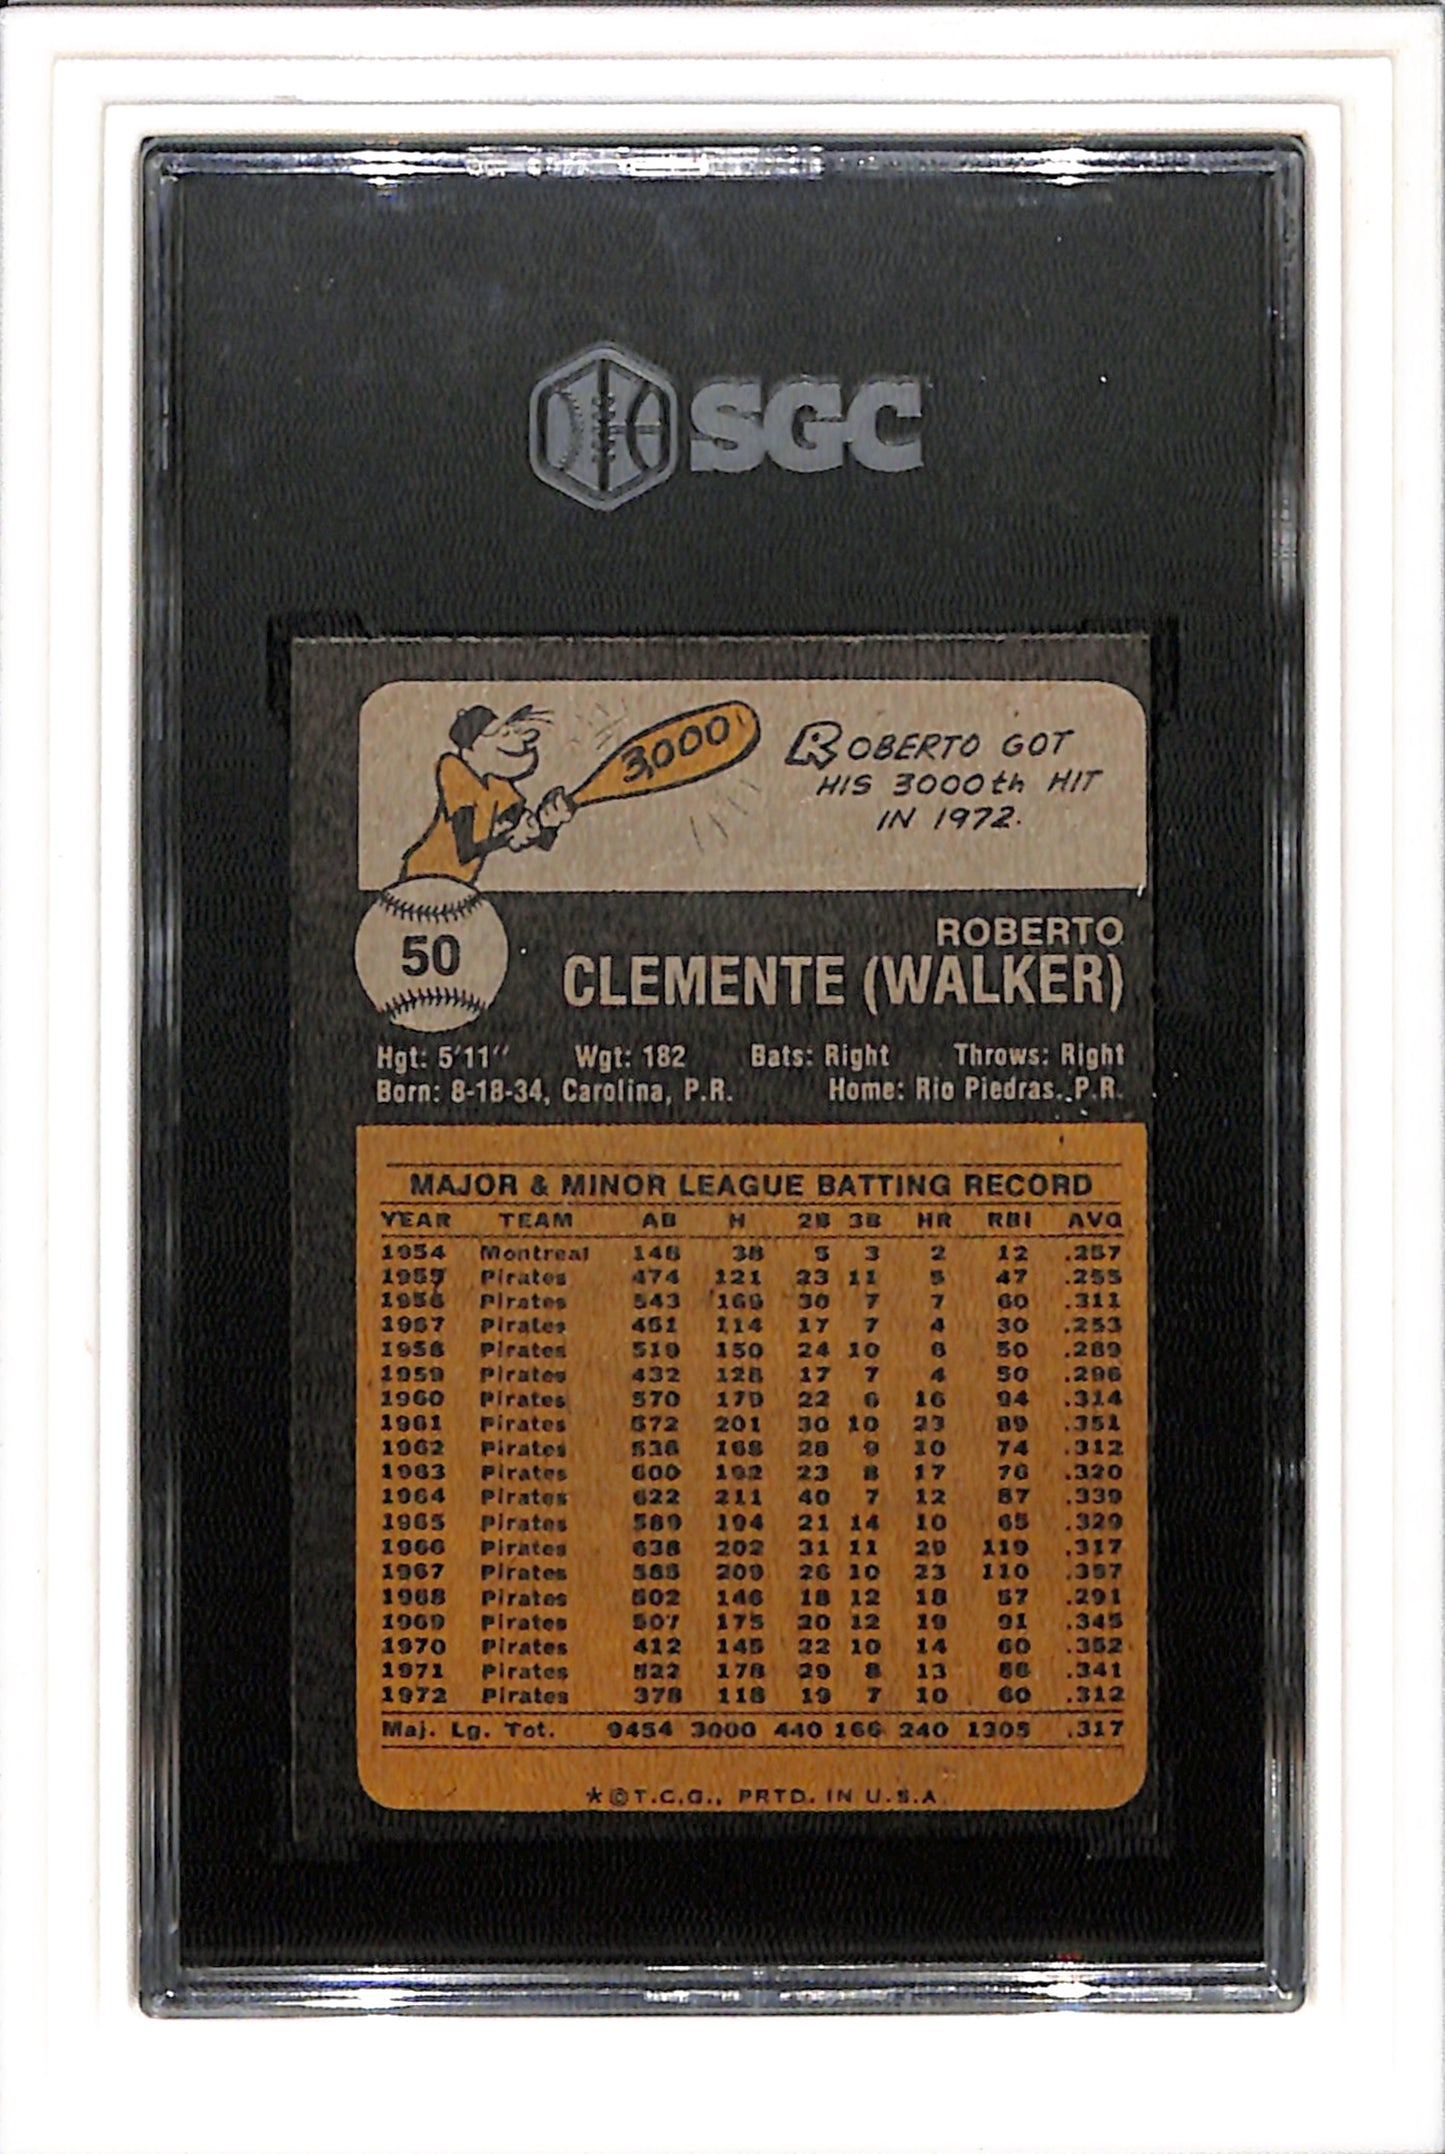 SGC
3,000
ROBERTO GOT
HIS 3000th HIT
IN 1972.
50
ROBERTO
CLEMENTE (WALKER)
Hgt: 5'11" Wgt: 182 Bats: Right Throws: Right
Born: 8-18-34, Carolina, P.R. Home: Rio Piedras, P.R.
MAJOR & MINOR LEAGUE BATTING RECORD
YEAR TEAM AB H 2B 3B HR RBI AVG
1954 Montreal 148 38 5 3 2 12 .257
1955 Pirates 474 121 23 11 5 47 .255
1956 Pirates 543 169 30 7 7 60 .311
1957 Pirates 451 114 17 7 4 30 .253
1958 Pirates 519 150 24 10 6 50 .289
1959 Pirates 432 128 17 7 4 50 .296
1960 Pirates 570 179 22 6 16 94 .314
1961 Pirates 572 201 30 10 23 89 .351
1962 Pirates 538 168 28 9 10 74 .312
1963 Pirates 600 192 23 8 17 76 .320
1964 Pirates 622 211 40 7 12 87 .339
1965 Pirates 589 194 21 14 10 65 .329
1966 Pirates 638 202 31 11 29 119 .317
1967 Pirates 585 209 26 10 23 110 .357
1968 Pirates 502 146 18 12 18 57 .291
1969 Pirates 507 175 20 12 19 91 .345
1970 Pirates 412 145 22 10 14 60 .352
1971 Pirates 522 178 29 8 13 86 .341
1972 Pirates 378 118 19 7 10 60 .312
Maj. Lg. Tot. 9454 3000 440 166 240 1305 .317
★©T.C.G., PRTD. IN U.S.A.